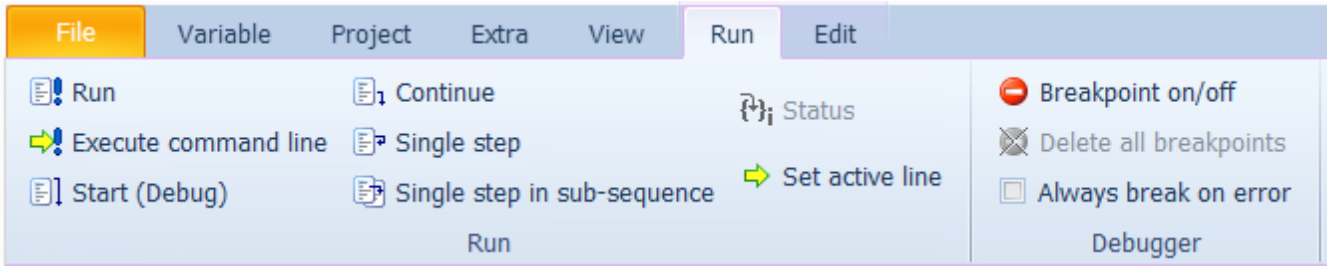 File Variable Project Extra View Run Edit
Run Continue Status Breakpoint on/off
Execute command line Single step Delete all breakpoints
Start (Debug) Single step in sub-sequence Set active line Always break on error
Run Debugger